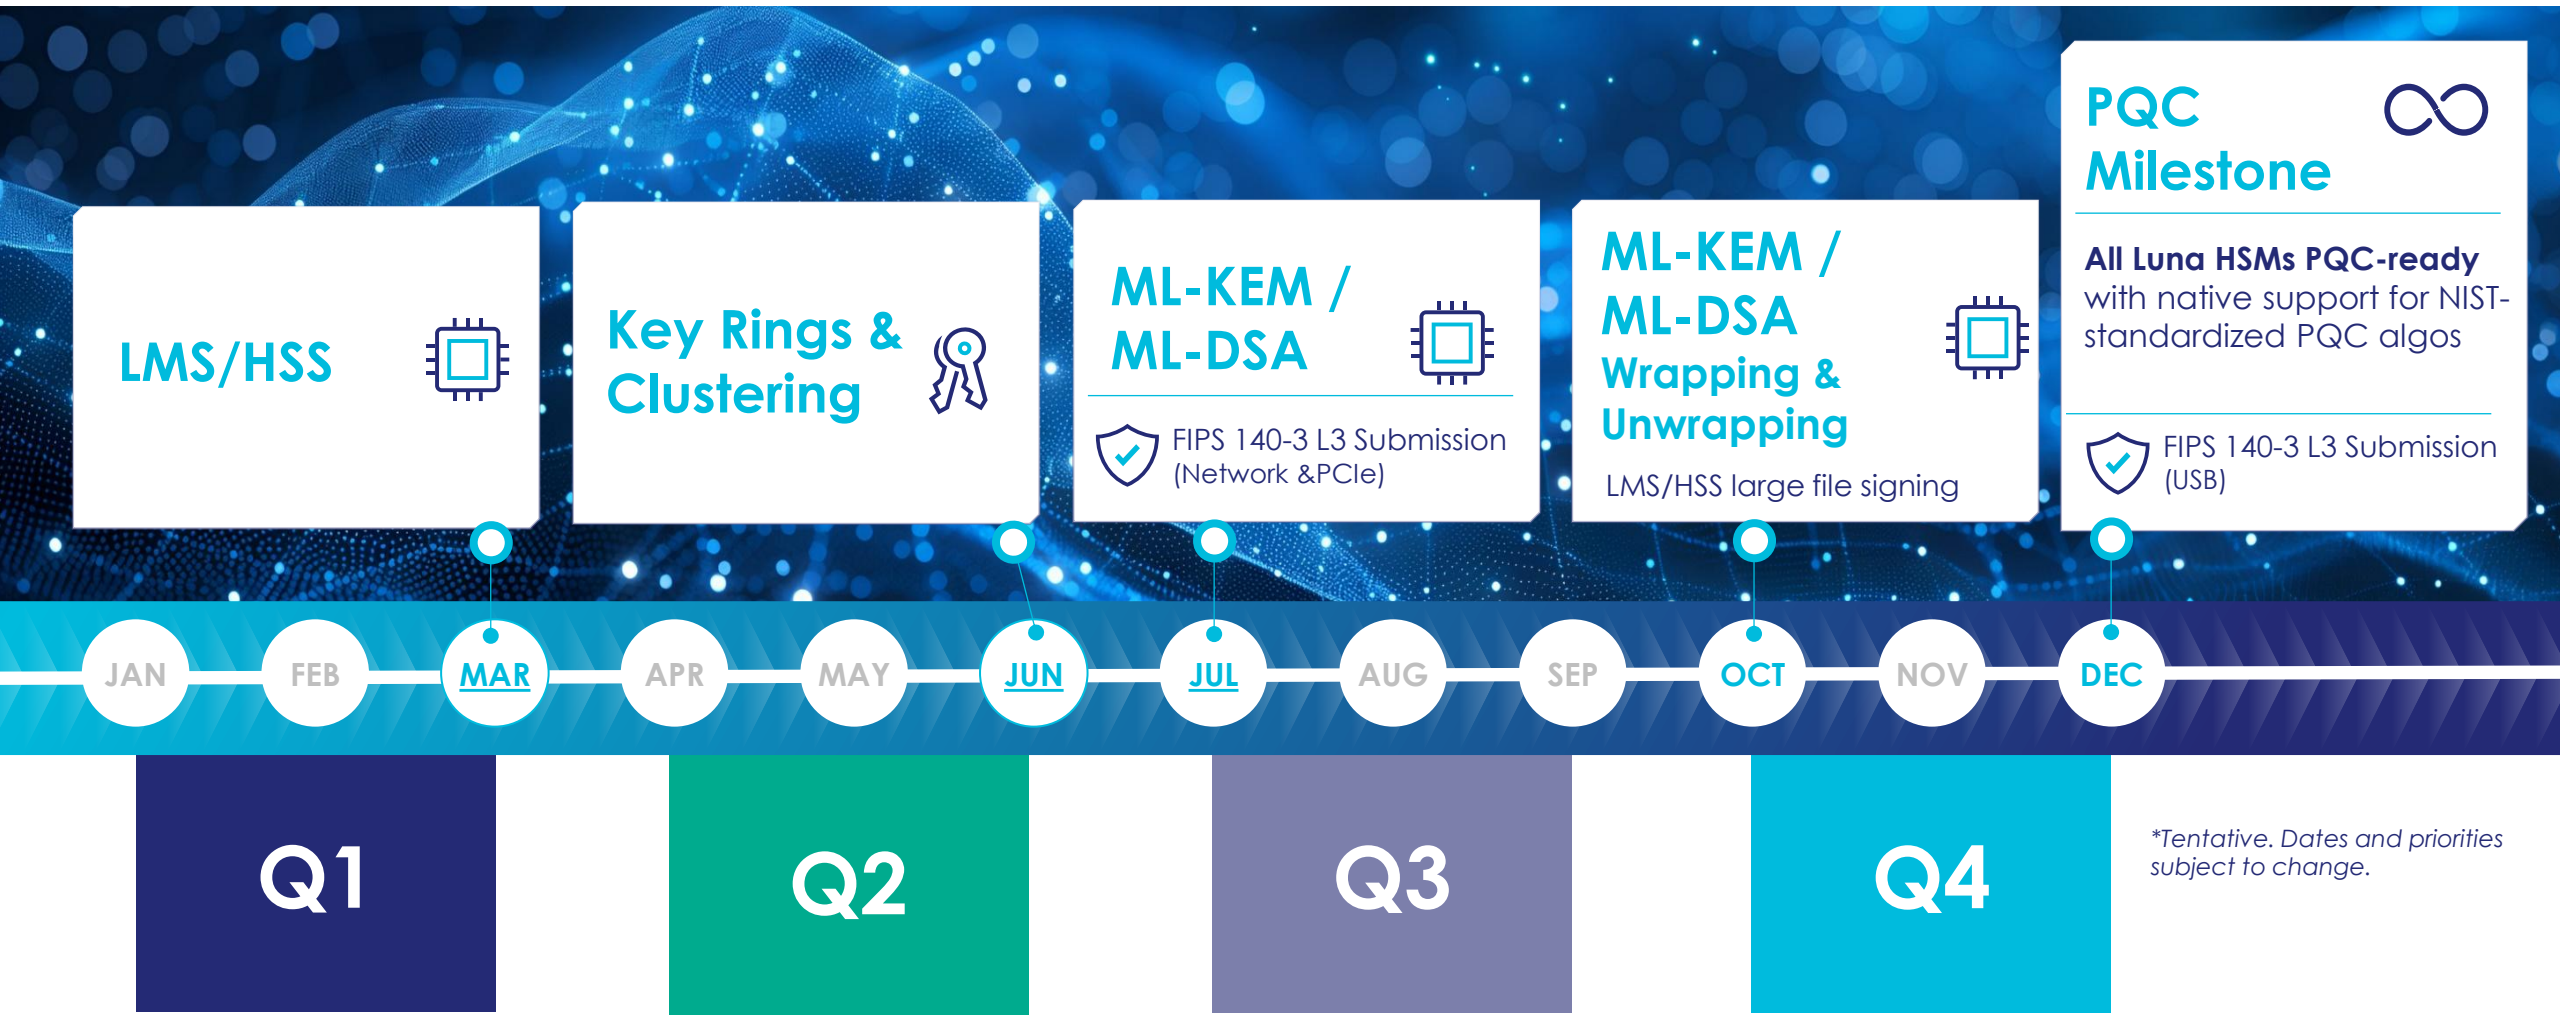 LMS/HSS
Key Rings &
Clustering
ML-KEM /
ML-DSA
FIPS 140-3 L3 Submission
(Network &PCIe)
ML-KEM /
ML-DSA
Wrapping &
Unwrapping
LMS/HSS large file signing
PQC
Milestone
All Luna HSMs PQC-ready
with native support for NIST-
standardized PQC algos
FIPS 140-3 L3 Submission
(USB)
JAN
FEB
MAR
APR
MAY
JUN
JUL
AUG
SEP
OCT
NOV
DEC
Q1
Q2
Q3
Q4
*Tentative. Dates and priorities
subject to change.